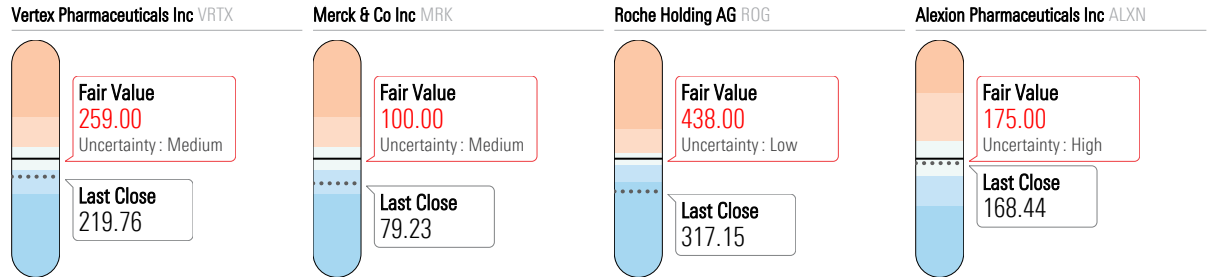 Vertex Pharmaceuticals Inc VRTX
Fair Value
259.00
Uncertainty : Medium
Last Close
219.76
Merck & Co Inc MRK
Fair Value
100.00
Uncertainty : Medium
Last Close
79.23
Roche Holding AG ROG
Fair Value
438.00
Uncertainty : Low
Last Close
317.15
Alexion Pharmaceuticals Inc ALXN
Fair Value
175.00
Uncertainty : High
Last Close
168.44